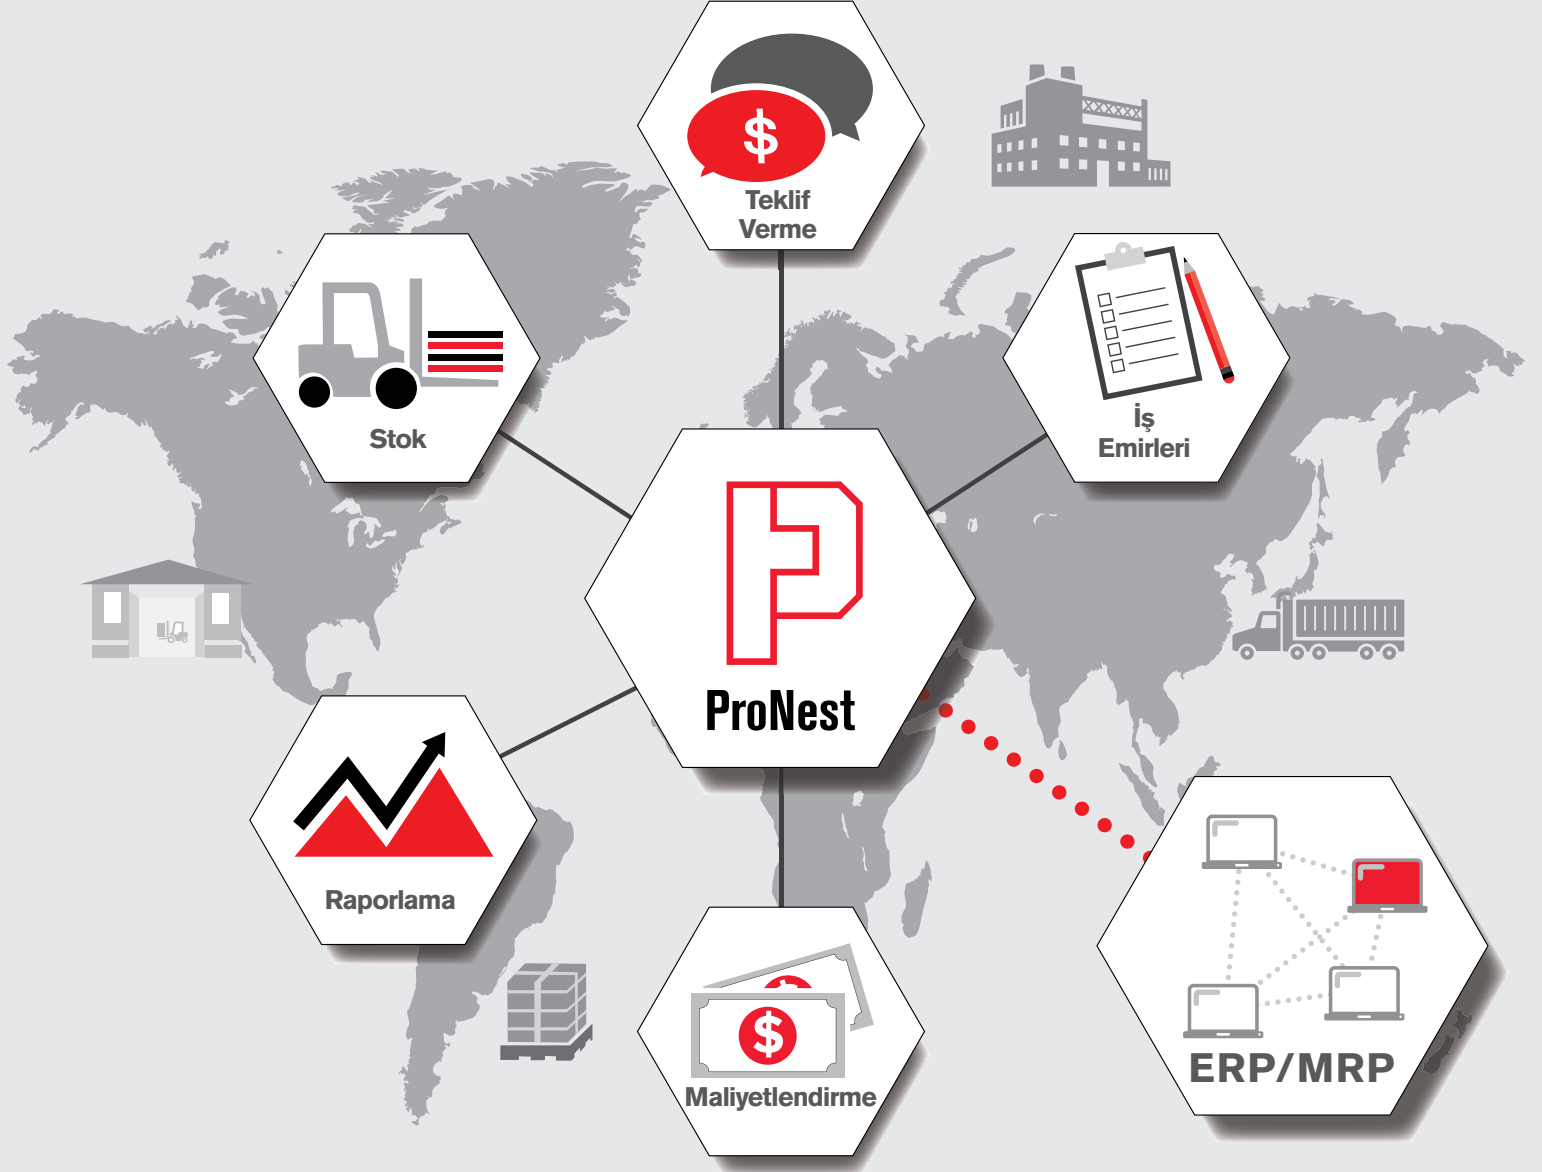 $
Teklif
Verme
Stok
İş
Emirleri
ProNest
Raporlama
$
$
Maliyetlendirme
ERP/MRP